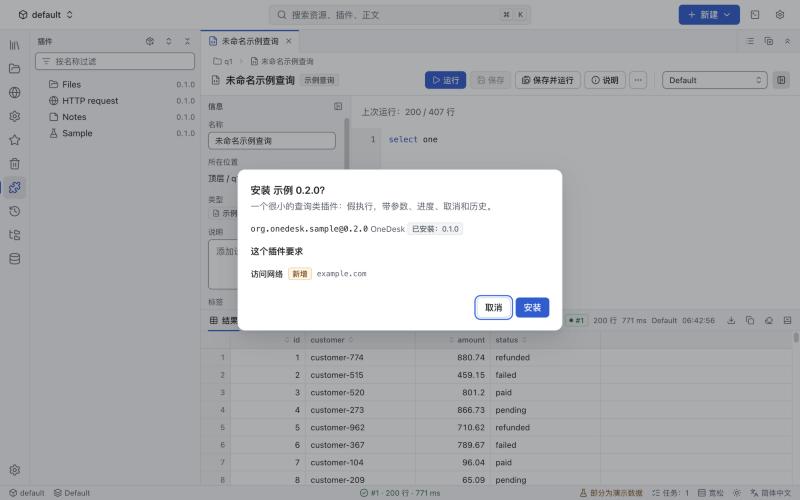 default
搜索资源、插件、正文
⌘ K
新建
插件
按名称过滤
Files 0.1.0
HTTP request 0.1.0
Notes 0.1.0
Sample 0.1.0
未命名示例查询
q1 › 未命名示例查询
未命名示例查询 示例查询
运行 保存 保存并运行 说明 ··· Default
信息
名称
未命名示例查询
所在位置
顶层 / q
类型
示例
说明
标签
上次运行：200 / 407 行
1 select one
安装 示例 0.2.0?
一个很小的查询类插件：假执行，带参数、进度、取消和历史。
org.onedesk.sample@0.2.0 OneDesk 已安装：0.1.0
这个插件要求
访问网络 新增 example.com
取消 安装
结果
#1 200 行 771 ms Default 06:42:56
id customer amount status
1 1 customer-774 880.74 refunded
2 2 customer-515 459.15 failed
3 3 customer-520 801.2 paid
4 4 customer-273 866.73 pending
5 5 customer-962 710.62 refunded
6 6 customer-367 789.67 failed
7 7 customer-104 96.04 paid
8 8 customer-209 65.09 pending
default Default
#1 · 200 行 · 771 ms
部分为演示数据 任务：1 宽松 简体中文